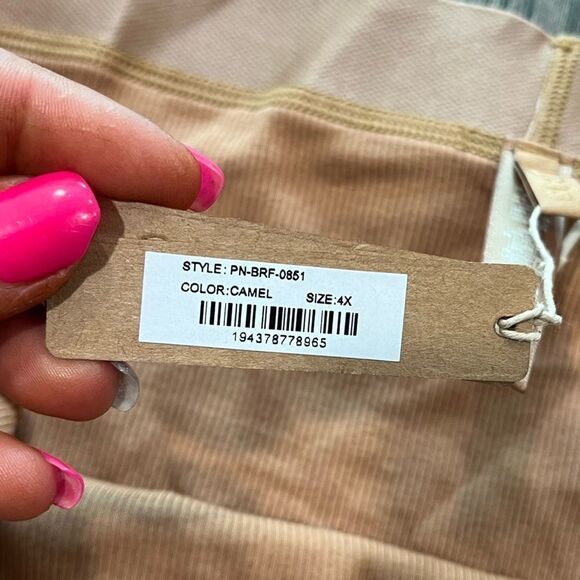 STYLE: PN-BRF-0851
COLOR:CAMEL SIZE:4X
194378778965